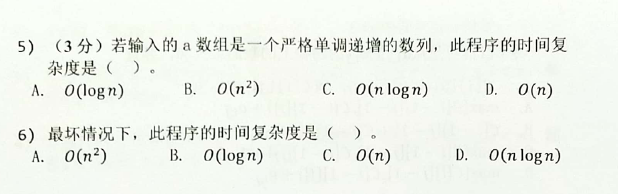 5) （3 分）若输入的 a 数组是一个严格单调递增的数列，此程序的时间复
杂度是（ ）。
A. O(log n) B. O(n²) C. O(n log n) D. O(n)
6) 最坏情况下，此程序的时间复杂度是（ ）。
A. O(n²) B. O(log n) C. O(n) D. O(n log n)